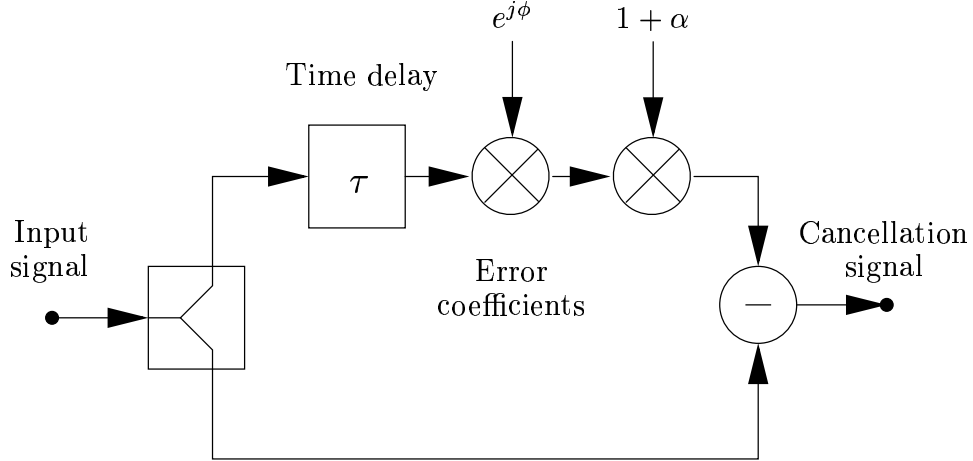 e^{jϕ}
1 + α
Time delay
τ
Input
signal
Cancellation
signal
Error
coefficients
−